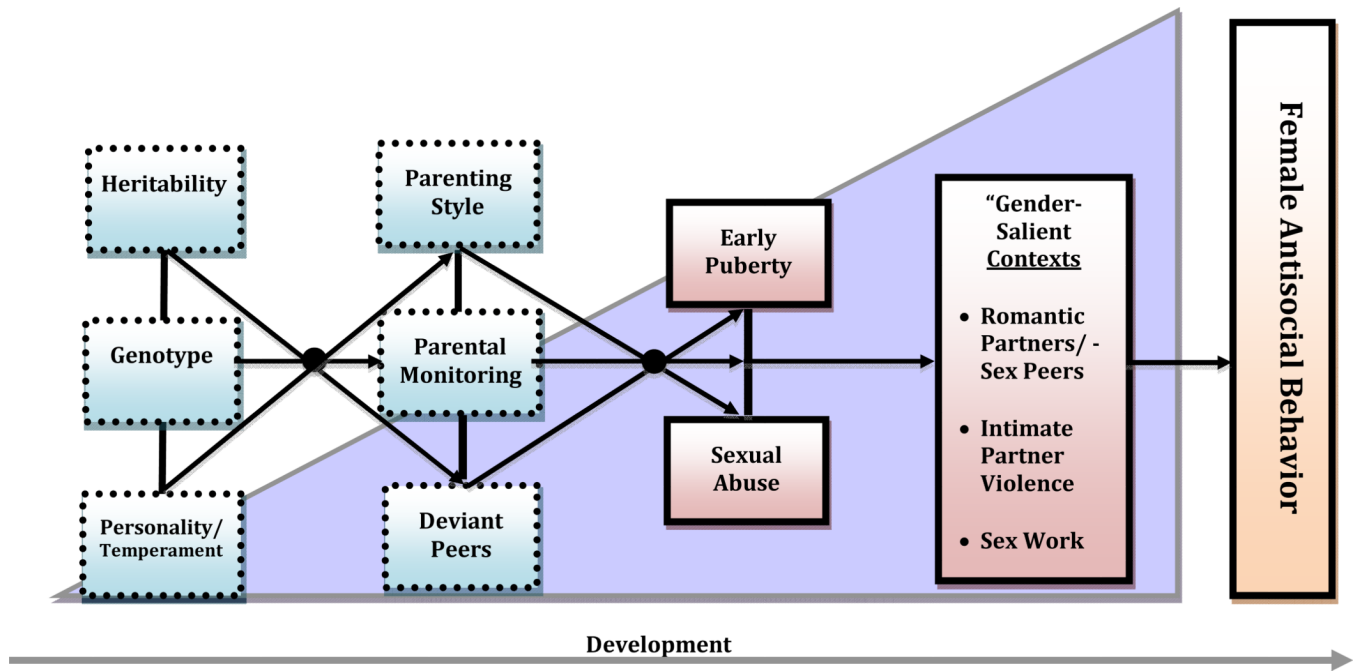 Heritability
Genotype
Personality/
Temperament
Parenting
Style
Parental
Monitoring
Deviant
Peers
Early
Puberty
Sexual
Abuse
“Gender-
Salient
Contexts
• Romantic
Partners/ -
Sex Peers
• Intimate
Partner
Violence
• Sex Work
Female Antisocial Behavior
Development